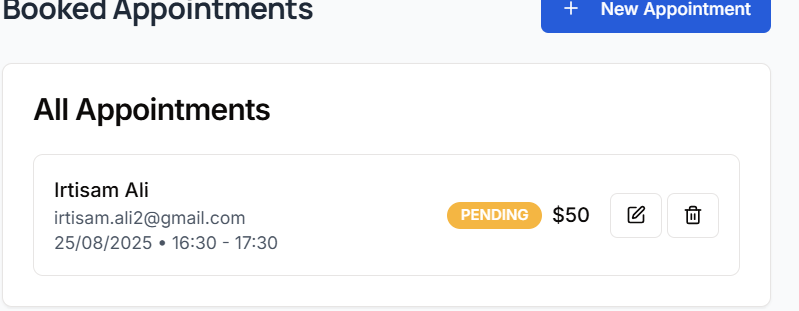 Booked Appointments
New Appointment
All Appointments
Irtisam Ali
irtisam.ali2@gmail.com
25/08/2025 • 16:30 - 17:30
PENDING
$50